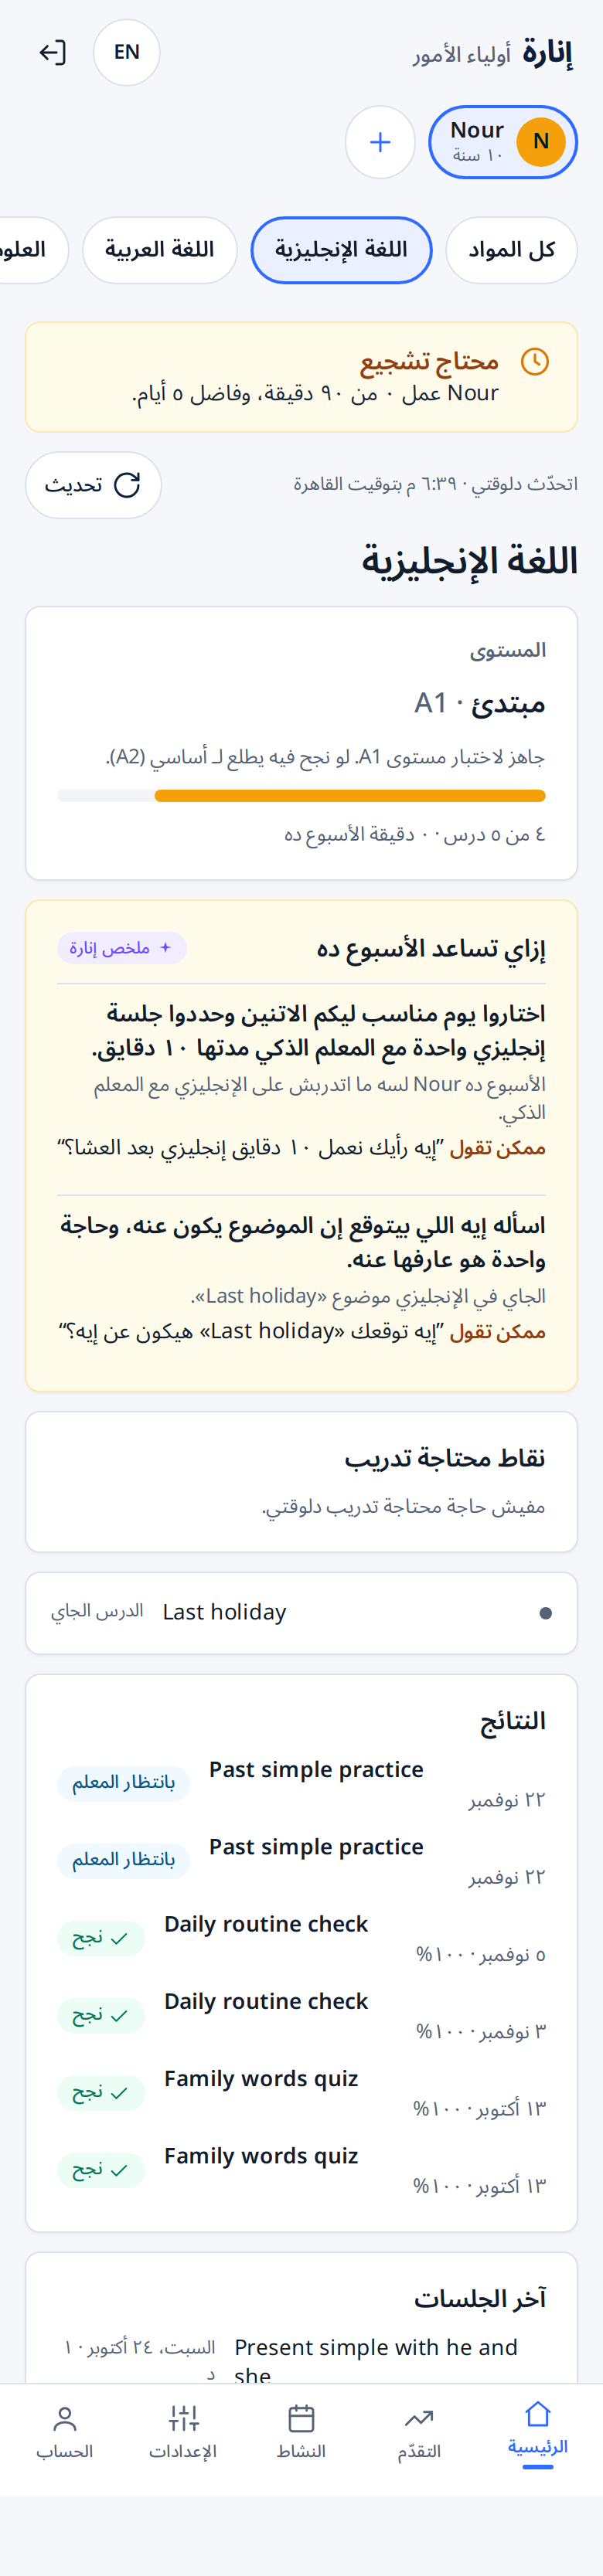 إنارة أولياء الأمور
EN
N
Nour
١٠ سنة
كل المواد
اللغة الإنجليزية
اللغة العربية
محتاج تشجيع
Nour عمل ٠ من ٩٠ دقيقة، وفاضل ٥ أيام.
اتحدّث دلوقتي · ٦:٣٩ م بتوقيت القاهرة
تحديث
اللغة الإنجليزية
المستوى
مبتدئ · A1
جاهز لاختبار مستوى A1. لو نجح فيه يطلع لـ أساسي (A2).
٤ من ٥ درس · ٠ دقيقة الأسبوع ده
إزاي تساعد الأسبوع ده
ملخص إنارة
اختاروا يوم مناسب ليكم الاتنين وحددوا جلسة
إنجليزي واحدة مع المعلم الذكي مدتها ١٠ دقايق.
الأسبوع ده Nour لسه ما اتدربش على الإنجليزي مع المعلم
الذكي.
ممكن تقول ”إيه رأيك نعمل ١٠ دقايق إنجليزي بعد العشا؟“
اسأله إيه اللي بيتوقع إن الموضوع يكون عنه، وحاجة
واحدة هو عارفها عنه.
الجاي في الإنجليزي موضوع «Last holiday».
ممكن تقول ”إيه توقعك «Last holiday» هيكون عن إيه؟“
نقاط محتاجة تدريب
مفيش حاجة محتاجة تدريب دلوقتي.
Last holiday
الدرس الجاي
النتائج
Past simple practice
٢٢ نوفمبر
بانتظار المعلم
Past simple practice
٢٢ نوفمبر
بانتظار المعلم
Daily routine check
٥ نوفمبر · ١٠٠%
نجح
Daily routine check
٣ نوفمبر · ١٠٠%
نجح
Family words quiz
١٣ أكتوبر · ١٠٠%
نجح
Family words quiz
١٣ أكتوبر · ١٠٠%
نجح
آخر الجلسات
Present simple with he and
she
السبت، ٢٤ أكتوبر · ١
د
الرئيسية
التقدّم
النشاط
الإعدادات
الحساب